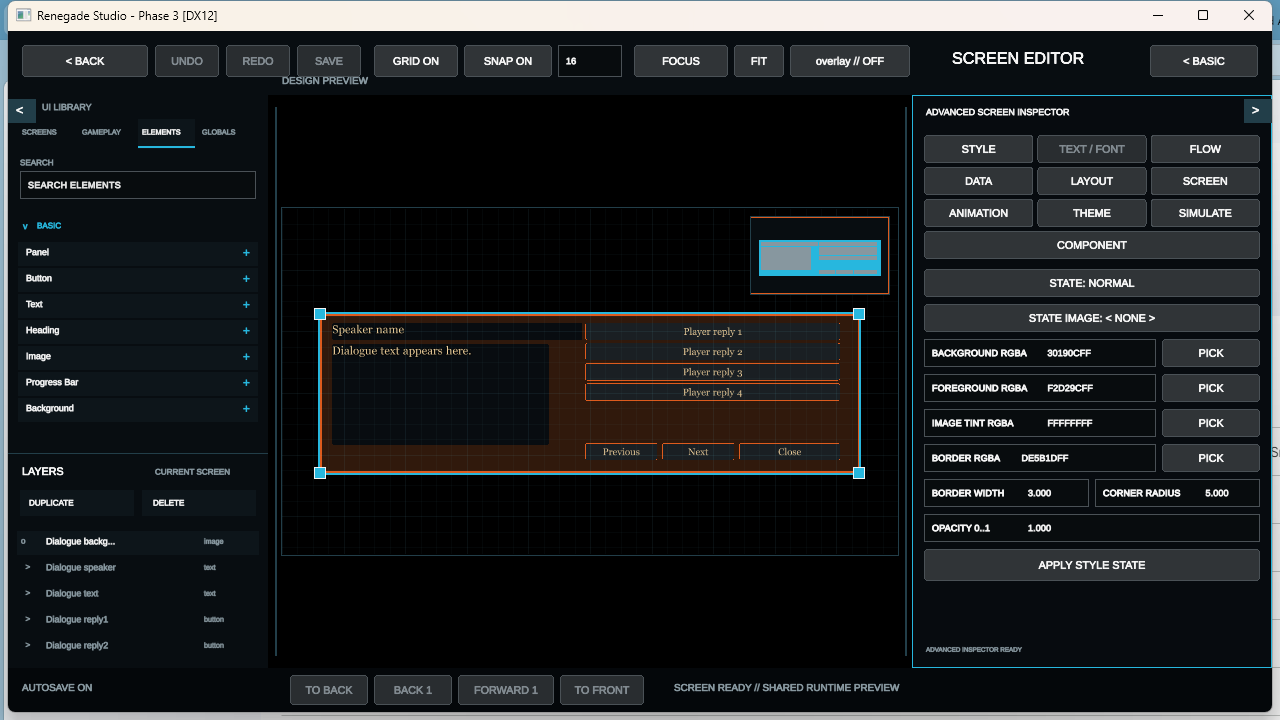 Renegade Studio - Phase 3 [DX12]
< BACK UNDO REDO SAVE GRID ON SNAP ON 16 FOCUS FIT overlay // OFF SCREEN EDITOR < BASIC
DESIGN PREVIEW
< UI LIBRARY
SCREENS GAMEPLAY ELEMENTS GLOBALS
SEARCH
SEARCH ELEMENTS
v BASIC
Panel +
Button +
Text +
Heading +
Image +
Progress Bar +
Background +
LAYERS CURRENT SCREEN
DUPLICATE DELETE
o Dialogue backg... image
> Dialogue speaker text
> Dialogue text text
> Dialogue reply1 button
> Dialogue reply2 button
AUTOSAVE ON
Speaker name
Dialogue text appears here.
Player reply 1
Player reply 2
Player reply 3
Player reply 4
Previous Next Close
TO BACK BACK 1 FORWARD 1 TO FRONT SCREEN READY // SHARED RUNTIME PREVIEW
ADVANCED SCREEN INSPECTOR >
STYLE TEXT / FONT FLOW
DATA LAYOUT SCREEN
ANIMATION THEME SIMULATE
COMPONENT
STATE: NORMAL
STATE IMAGE: < NONE >
BACKGROUND RGBA 30190CFF PICK
FOREGROUND RGBA F2D29CFF PICK
IMAGE TINT RGBA FFFFFFFF PICK
BORDER RGBA DE5B1DFF PICK
BORDER WIDTH 3.000 CORNER RADIUS 5.000
OPACITY 0..1 1.000
APPLY STYLE STATE
ADVANCED INSPECTOR READY